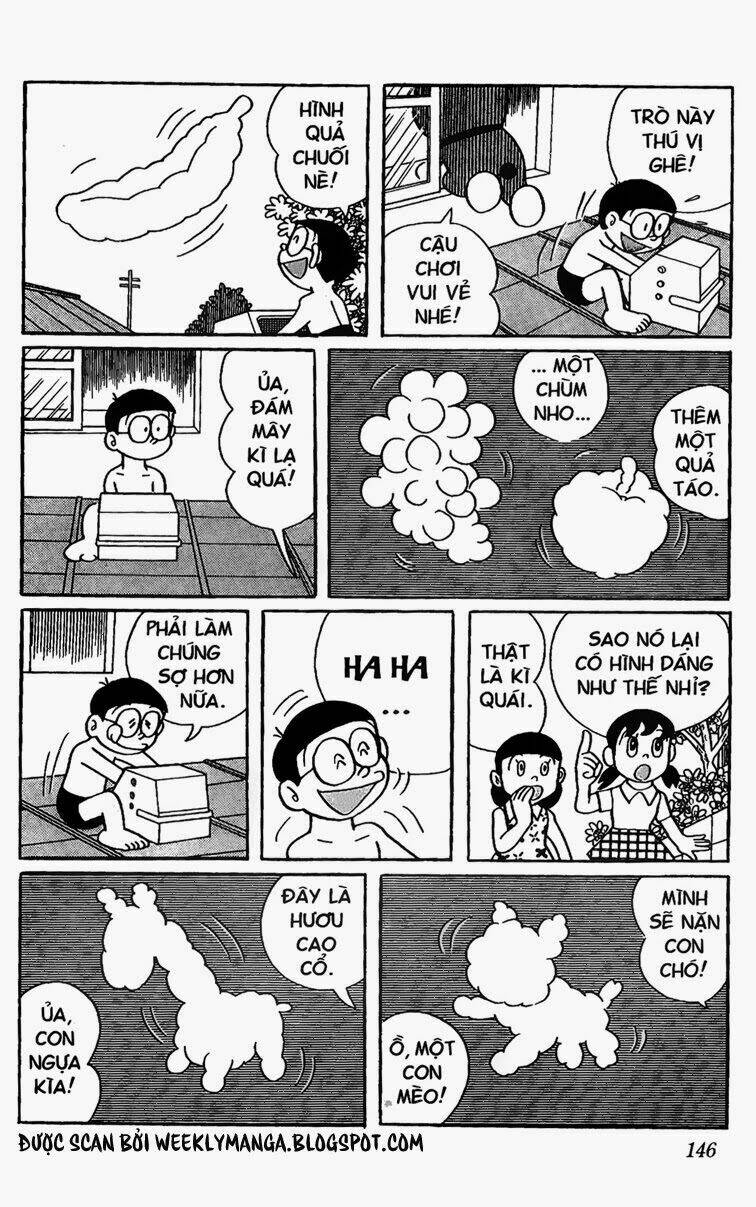 HÌNH
QUẢ
CHUỐI
NÈ!
TRÒ NÀY
THÚ VỊ
GHÊ!
CẬU
CHƠI
VUI VẺ
NHÉ!
ỦA,
ĐÁM
MÂY
KÌ LẠ
QUÁ!
... MỘT
CHÙM
NHO...
THÊM
MỘT
QUẢ
TÁO.
PHẢI LÀM
CHÚNG
SỢ HƠN
NỮA.
HA HA
...
THẬT
LÀ KÌ
QUÁI.
SAO NÓ LẠI
CÓ HÌNH DÁNG
NHƯ THẾ NHỈ?
ĐÂY LÀ
HƯƠU
CAO
CỔ.
ỦA,
CON
NGỰA
KÌA!
MÌNH
SẼ NẶN
CON
CHÓ!
Ồ, MỘT
CON
MÈO!
ĐƯỢC SCAN BỞI WEEKLYMANGA.BLOGSPOT.COM
146